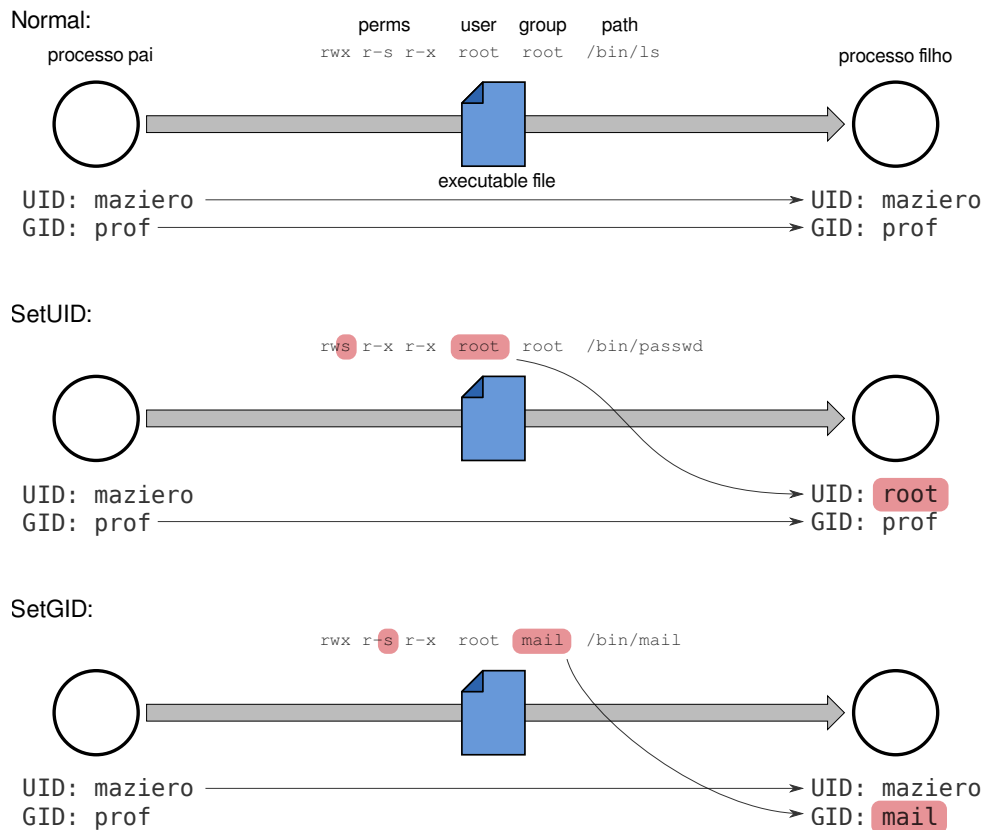 Normal:
perms user group path
rwx r-s r-x root root /bin/ls
processo pai
processo filho
executable file
UID: maziero UID: maziero
GID: prof GID: prof
SetUID:
rws r-x r-x root root /bin/passwd
UID: maziero UID: root
GID: prof GID: prof
SetGID:
rwx r-s r-x root mail /bin/mail
UID: maziero UID: maziero
GID: prof GID: mail